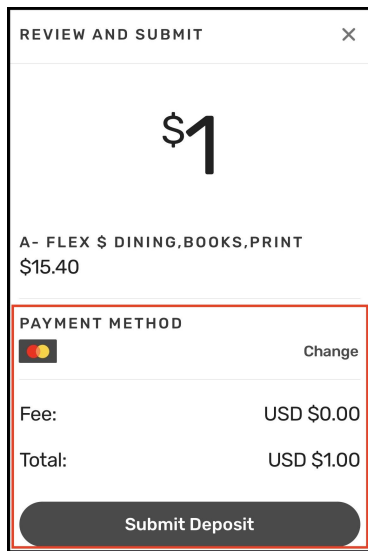 REVIEW AND SUBMIT
$1
A- FLEX $ DINING,BOOKS,PRINT
$15.40
PAYMENT METHOD
Change
Fee: USD $0.00
Total: USD $1.00
Submit Deposit